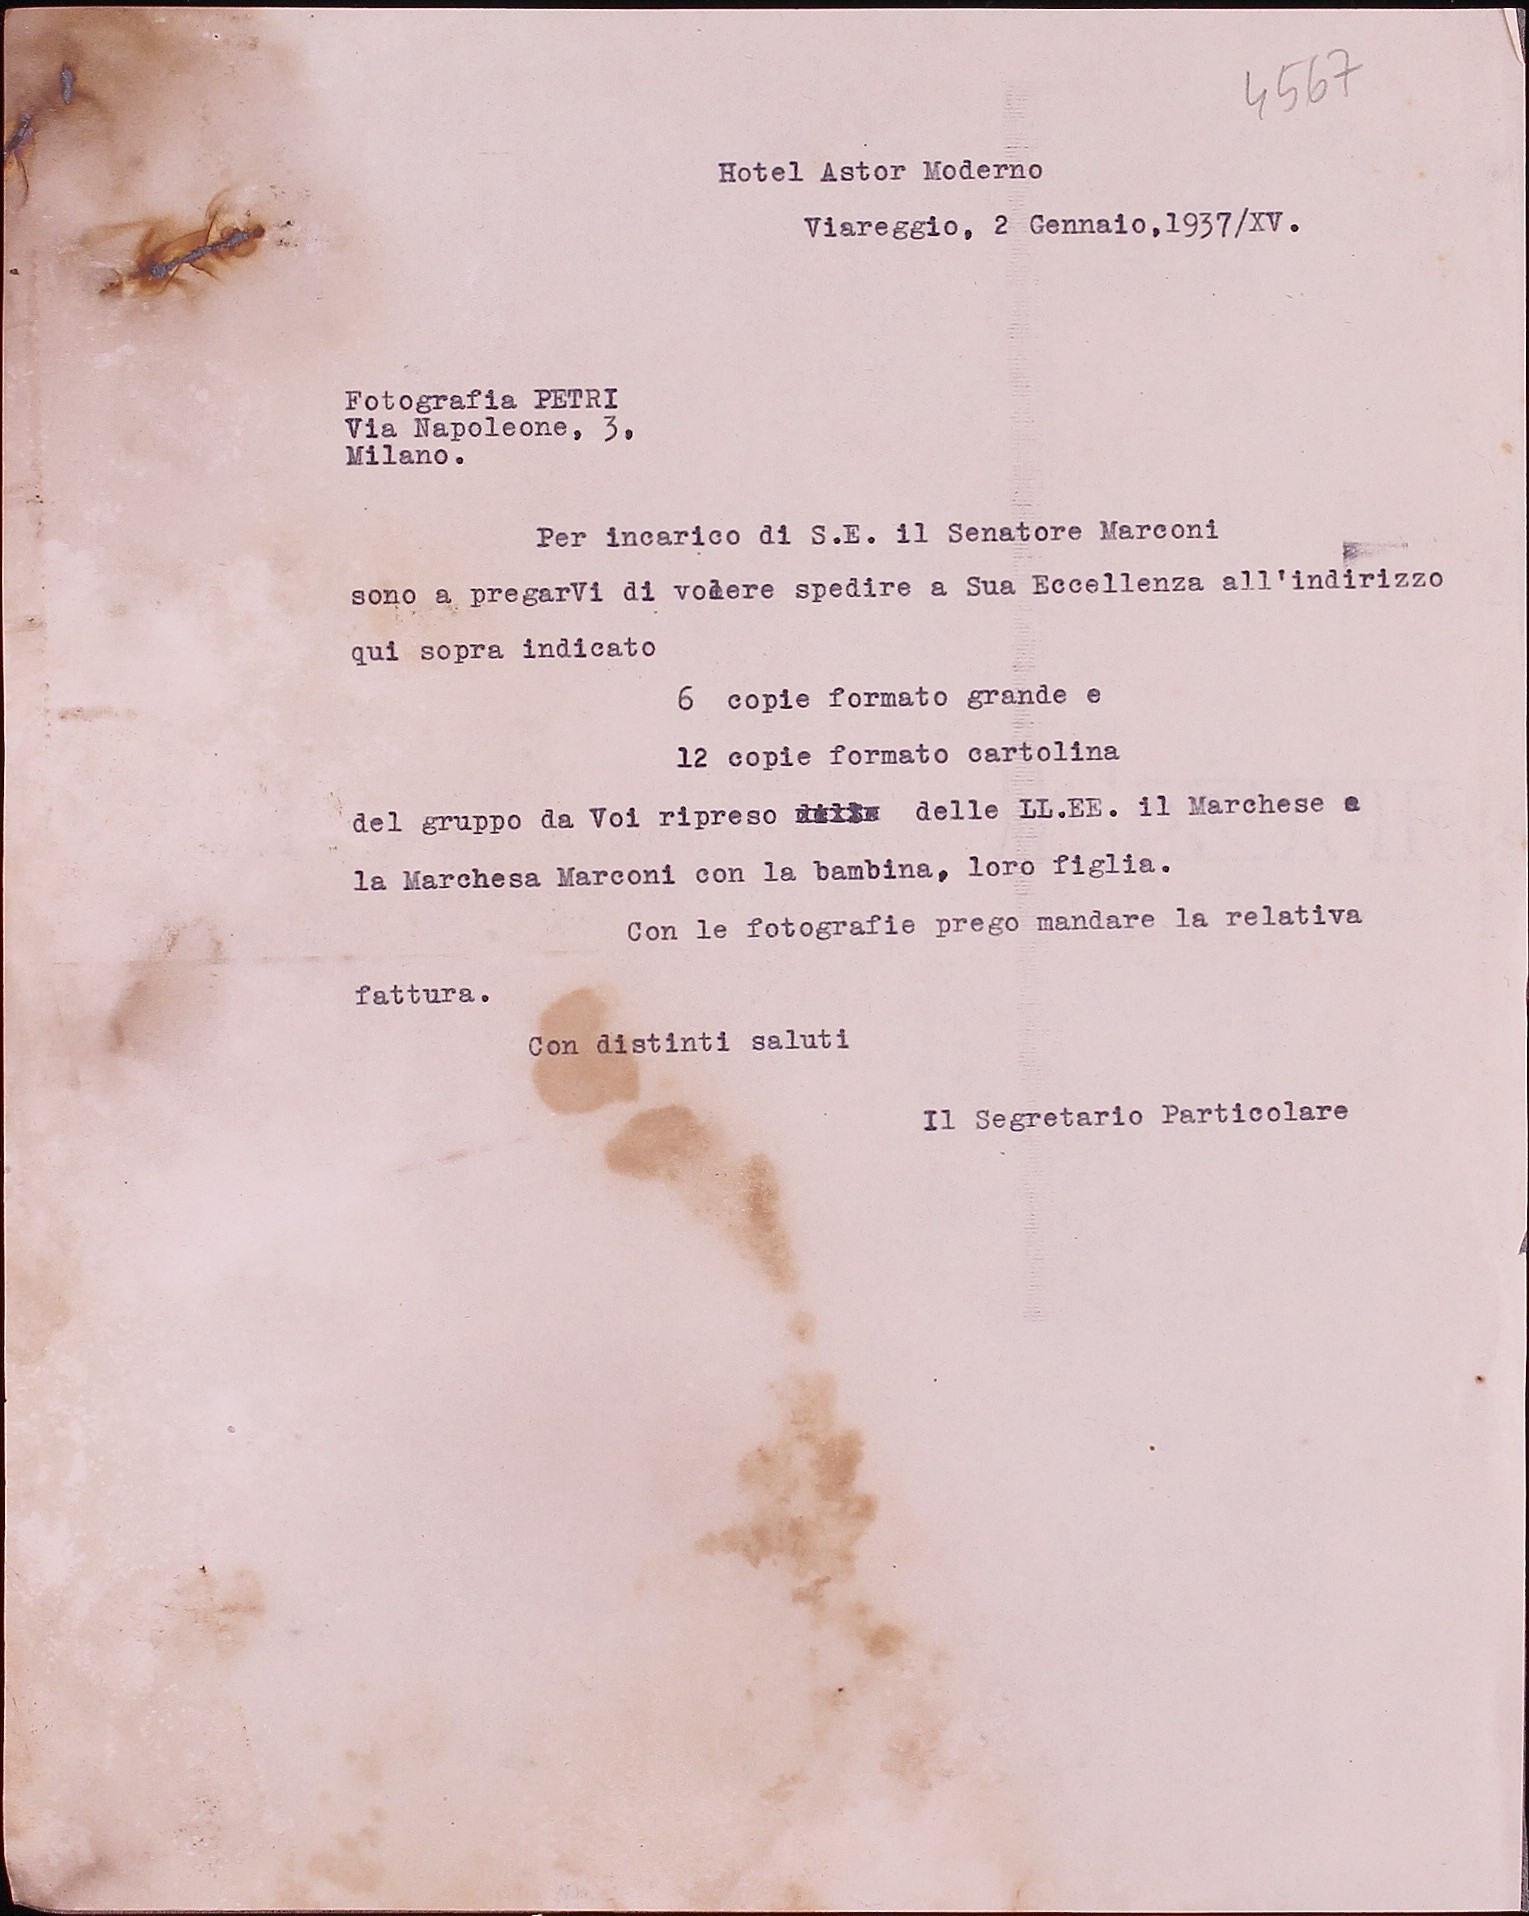 4567
Hotel Astor Moderno
Viareggio, 2 Gennaio,1937/XV.
Fotografia PETRI
Via Napoleone, 3,
Milano.
Per incarico di S.E. il Senatore Marconi
sono a pregarVi di volere spedire a Sua Eccellenza all'indirizzo
qui sopra indicato
6 copie formato grande e
12 copie formato cartolina
del gruppo da Voi ripreso delle LL.EE. il Marchese e
la Marchesa Marconi con la bambina, loro figlia.
Con le fotografie prego mandare la relativa
fattura.
Con distinti saluti
Il Segretario Particolare